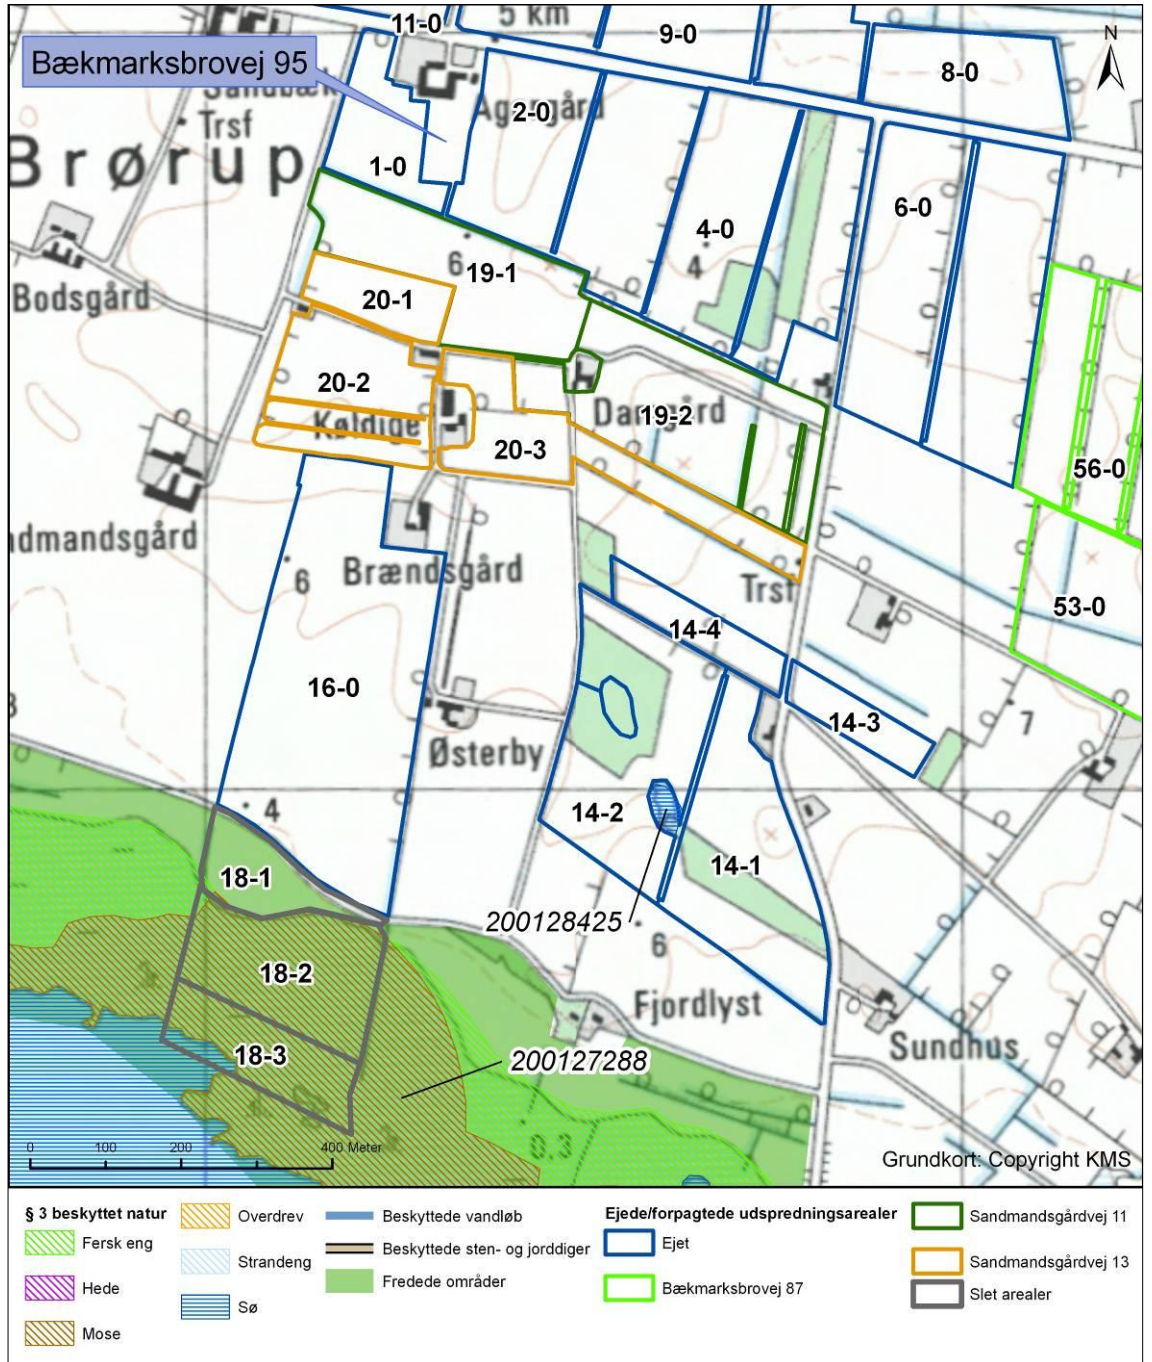 11-0
5 km
9-0
N
8-0
Bækmarksbrovej 95
Sandbæk
Trsf
2-0
Brørup
1-0
6-0
4-0
6
19-1
4
Bodsgård
20-1
20-2
19-2
Køldige
20-3
56-0
Brændsgård
6
Trsf
53-0
14-4
16-0
14-3
7
Østerby
4
14-2
14-1
18-1
200128425
6
18-2
Fjordlyst
18-3
200127288
Sundhus
0.3
0 100 200 400 Meter
Grundkort: Copyright KMS
§ 3 beskyttet natur
Fersk eng
Hede
Mose
Overdrev
Strandeng
Sø
Beskyttede vandløb
Beskyttede sten- og jorddiger
Fredede områder
Ejede/forpagtede udspredningsarealer
Ejet
Bækmarksbrovej 87
Sandmandsgårdvej 11
Sandmandsgårdvej 13
Slet arealer